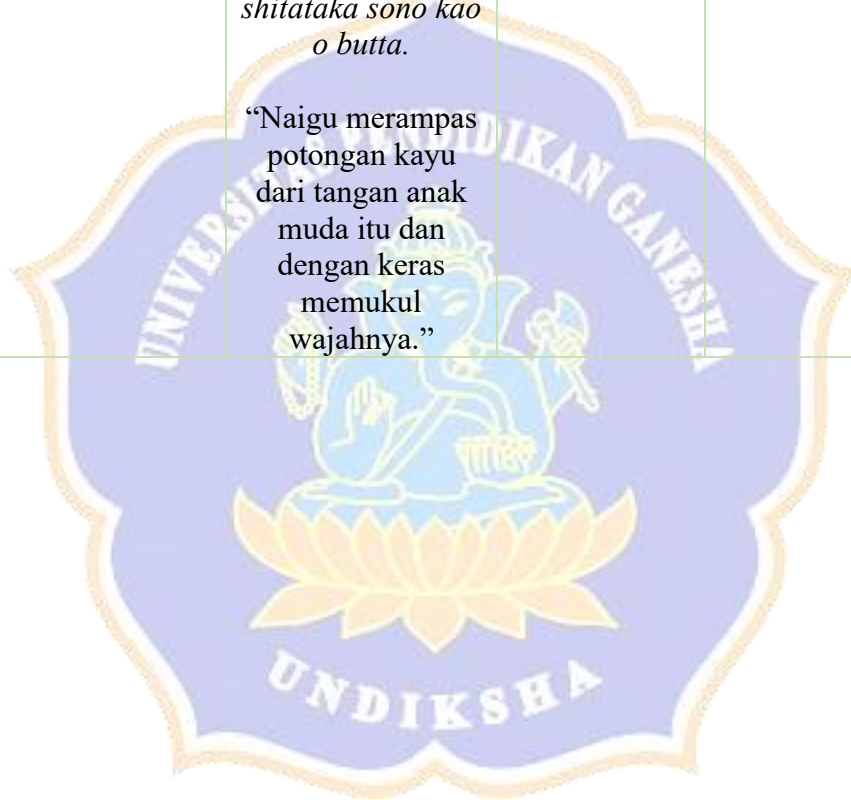 shitataka sono kao
o butta.
“Naigu merampas
potongan kayu
dari tangan anak
muda itu dan
dengan keras
memukul
wajahnya.”
UNIVERSITAS PENDIDIKAN GANESHA
UNDIKSHA